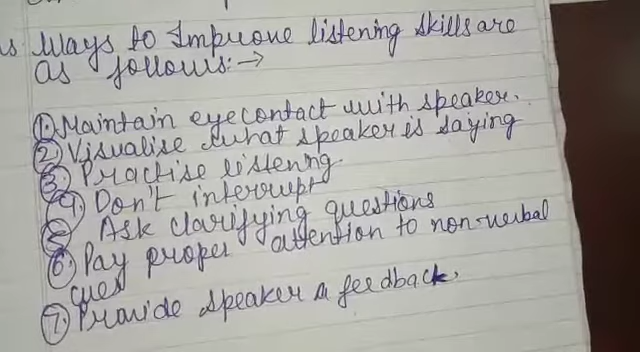 s Ways to Improve listening skills are
as follows:→
① Maintain eyecontact with speaker.
② Visualise what speaker is saying
③ Practise listening
④ Don't interrupt
⑤ Ask clarifying questions
⑥ Pay proper attention to non-verbal
cues
⑦ Provide speaker a feedback.